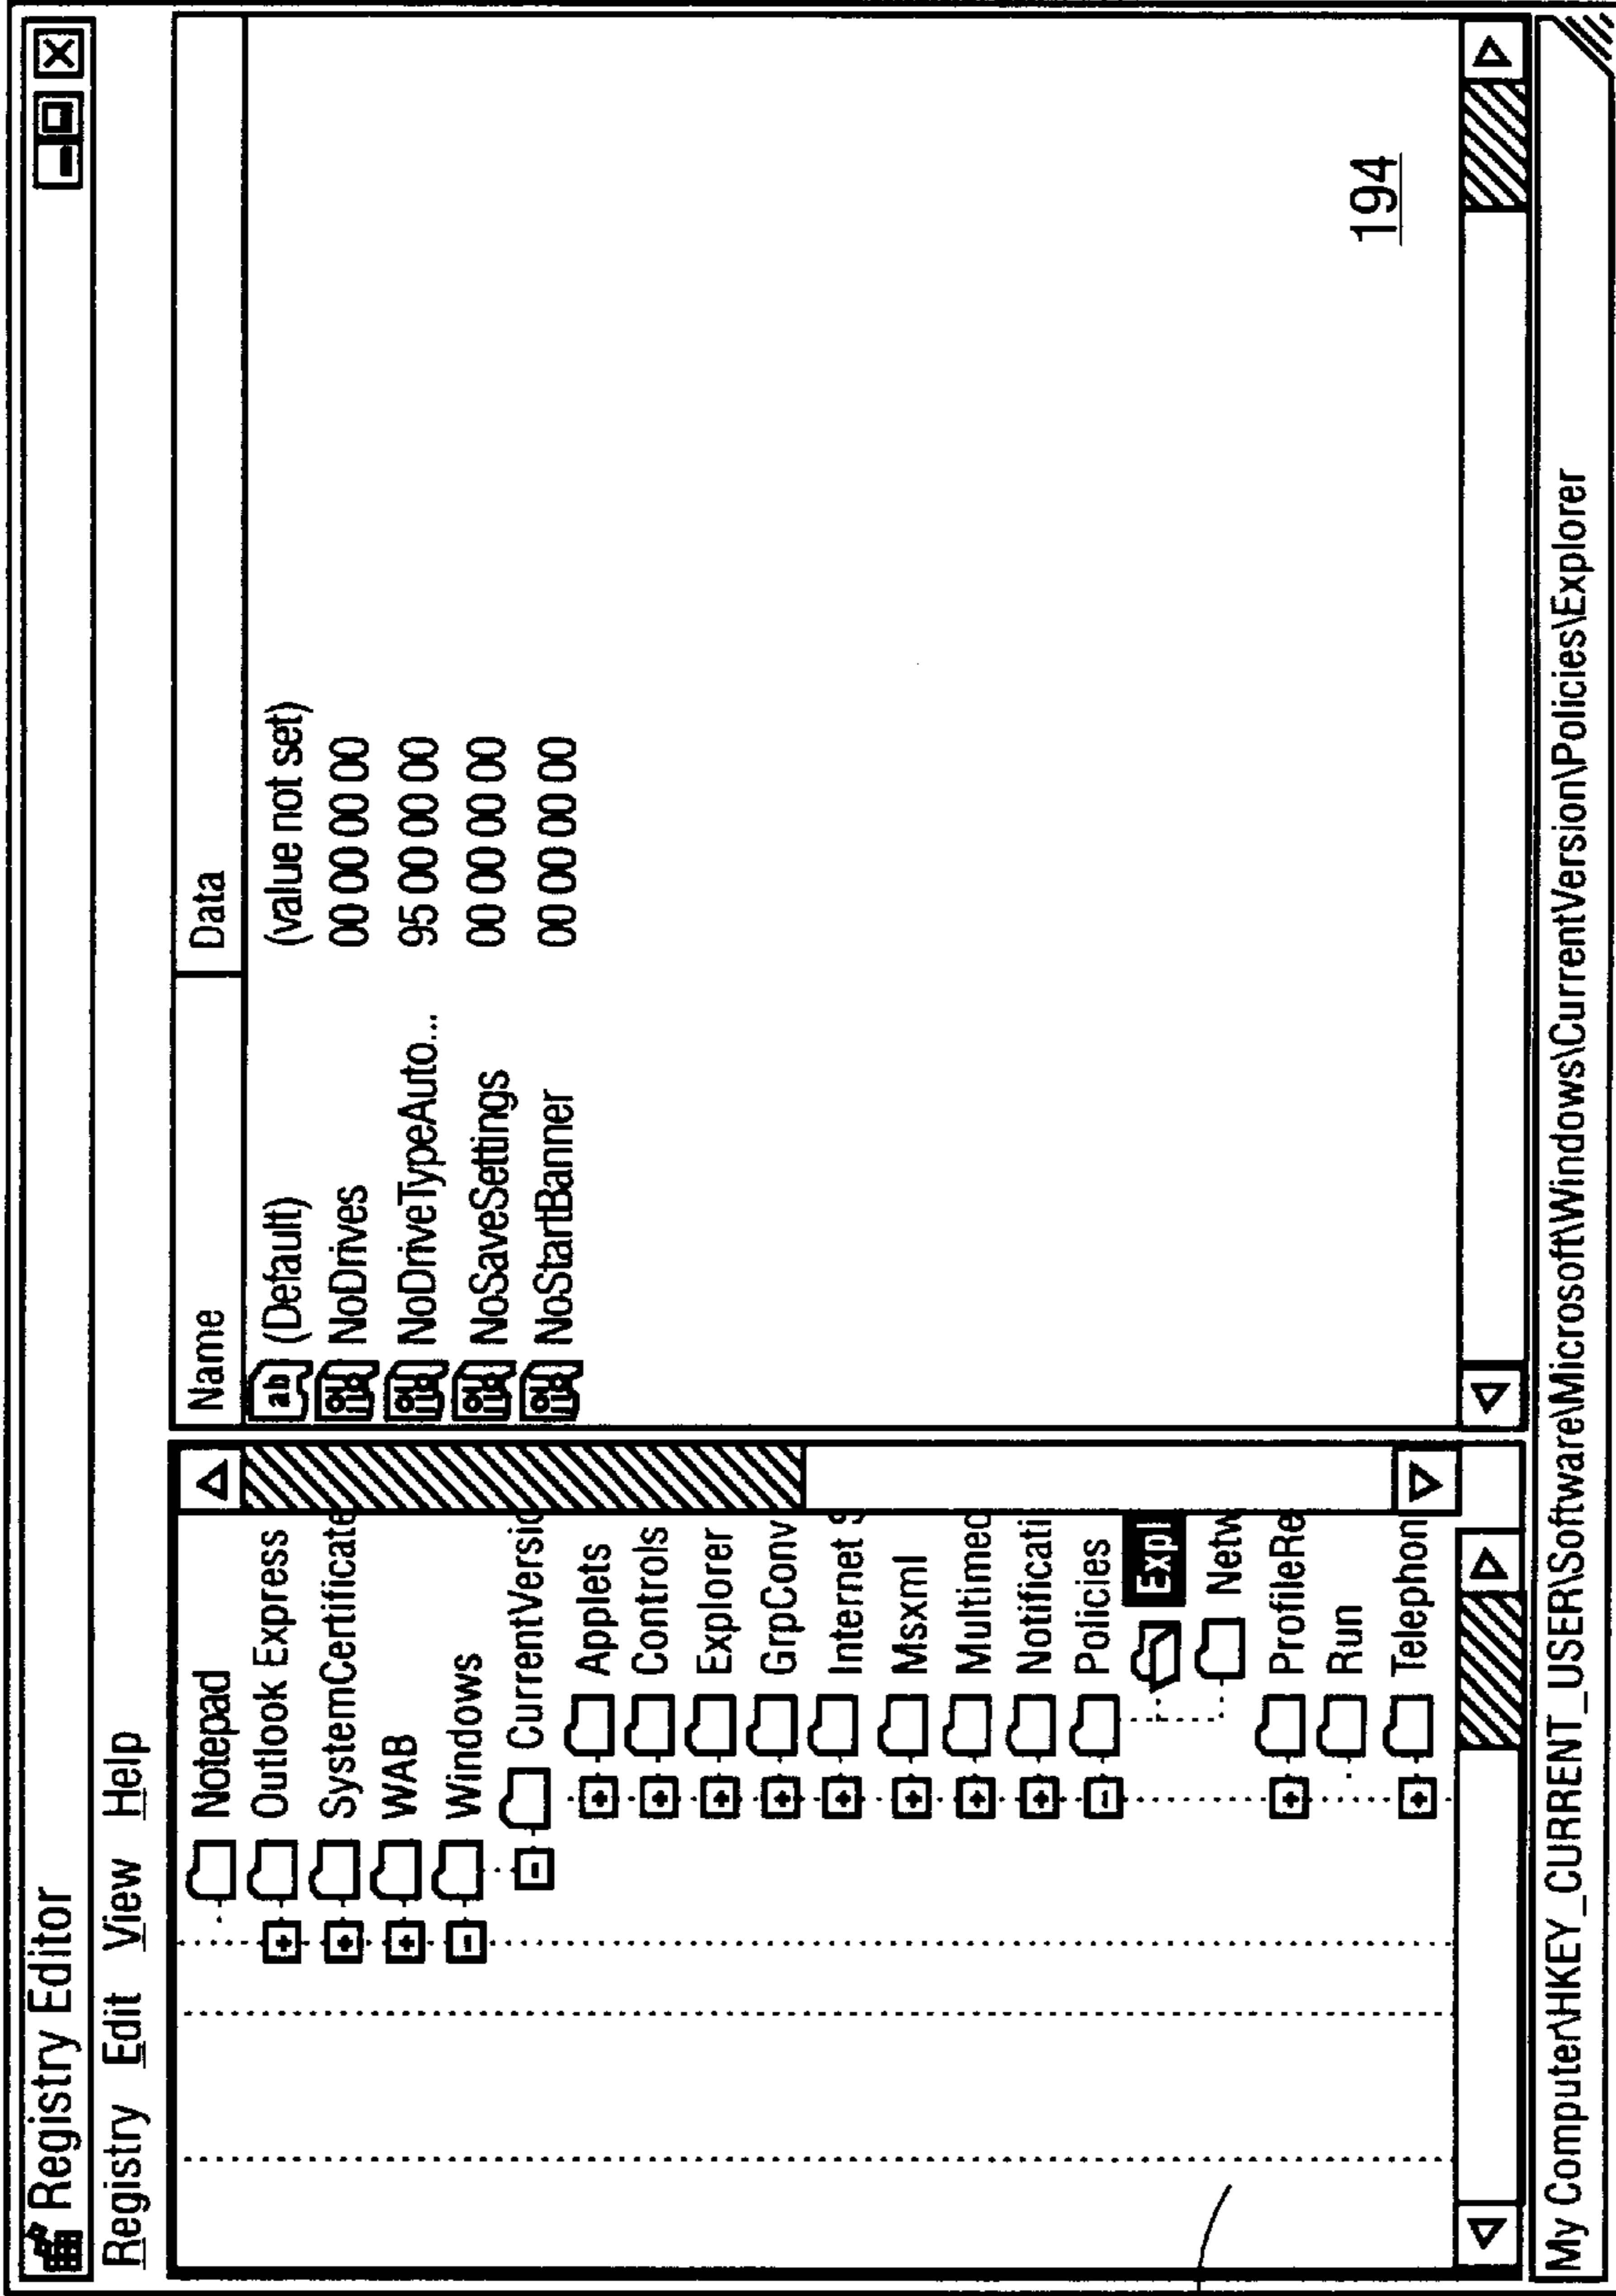 Registry Editor
Registry Edit View Help
Notepad
Outlook Express
SystemCertificate
WAB
Windows
CurrentVersio
Applets
Controls
Explorer
GrpConv
Internet S
Msxml
Multimed
Notificati
Policies
Expl
Netw
ProfileRe
Run
Telephon
Name Data
ab (Default) (value not set)
NoDrives 00 00 00 00
NoDriveTypeAuto... 95 00 00 00
NoSaveSettings 00 00 00 00
NoStartBanner 00 00 00 00
194
My Computer\HKEY_CURRENT_USER\Software\Microsoft\Windows\CurrentVersion\Policies\Explorer